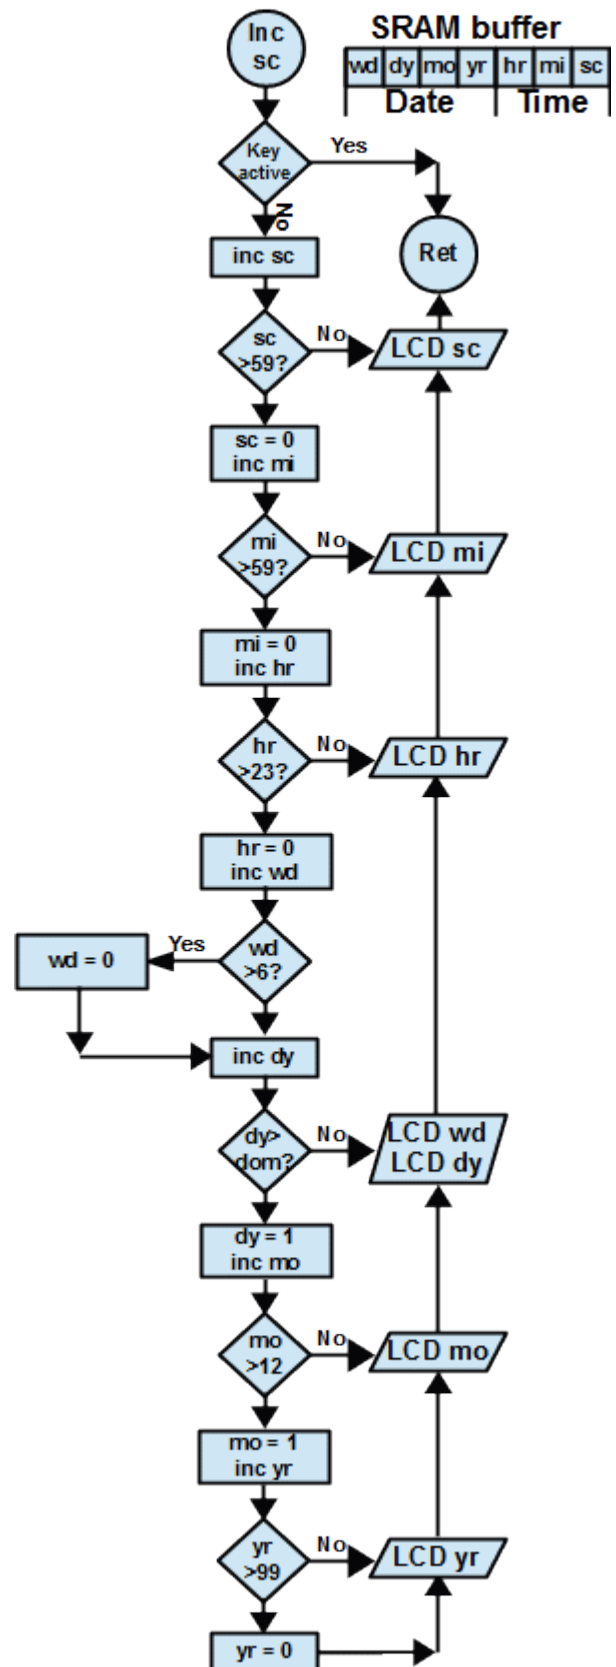 Inc
sc
SRAM buffer
wd dy mo yr hr mi sc
Date Time
Key
active
Yes
No
inc sc
Ret
sc
>59?
No
LCD sc
sc = 0
inc mi
mi
>59?
No
LCD mi
mi = 0
inc hr
hr
>23?
No
LCD hr
hr = 0
inc wd
wd
>6?
Yes
wd = 0
inc dy
dy>
dom?
No
LCD wd
LCD dy
dy = 1
inc mo
mo
>12
No
LCD mo
mo = 1
inc yr
yr
>99
No
LCD yr
yr = 0